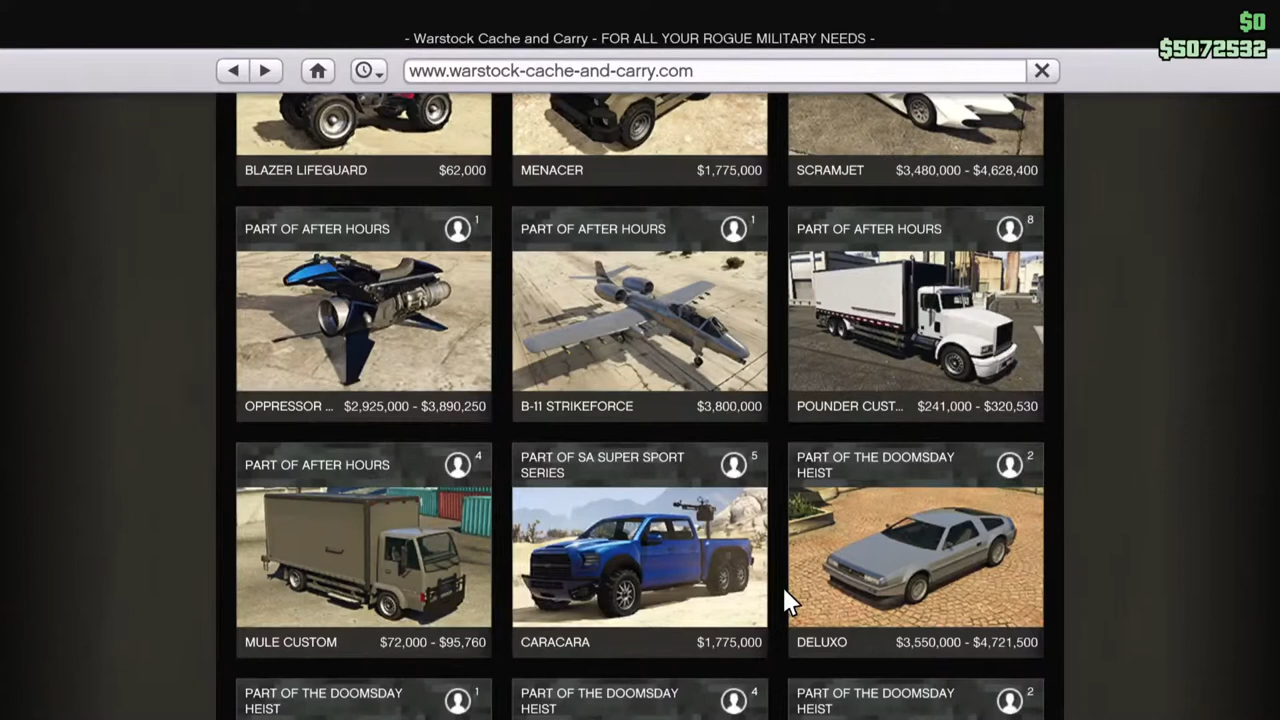 $0
- Warstock Cache and Carry - FOR ALL YOUR ROGUE MILITARY NEEDS -
$5072532
www.warstock-cache-and-carry.com
BLAZER LIFEGUARD $62,000
MENACER $1,775,000
SCRAMJET $3,480,000 - $4,628,400
PART OF AFTER HOURS 1
PART OF AFTER HOURS 1
PART OF AFTER HOURS 8
OPPRESSOR ... $2,925,000 - $3,890,250
B-11 STRIKEFORCE $3,800,000
POUNDER CUST... $241,000 - $320,530
PART OF AFTER HOURS 4
PART OF SA SUPER SPORT
SERIES 5
PART OF THE DOOMSDAY
HEIST 2
MULE CUSTOM $72,000 - $95,760
CARACARA $1,775,000
DELUXO $3,550,000 - $4,721,500
PART OF THE DOOMSDAY
HEIST 1
PART OF THE DOOMSDAY
HEIST 4
PART OF THE DOOMSDAY
HEIST 2